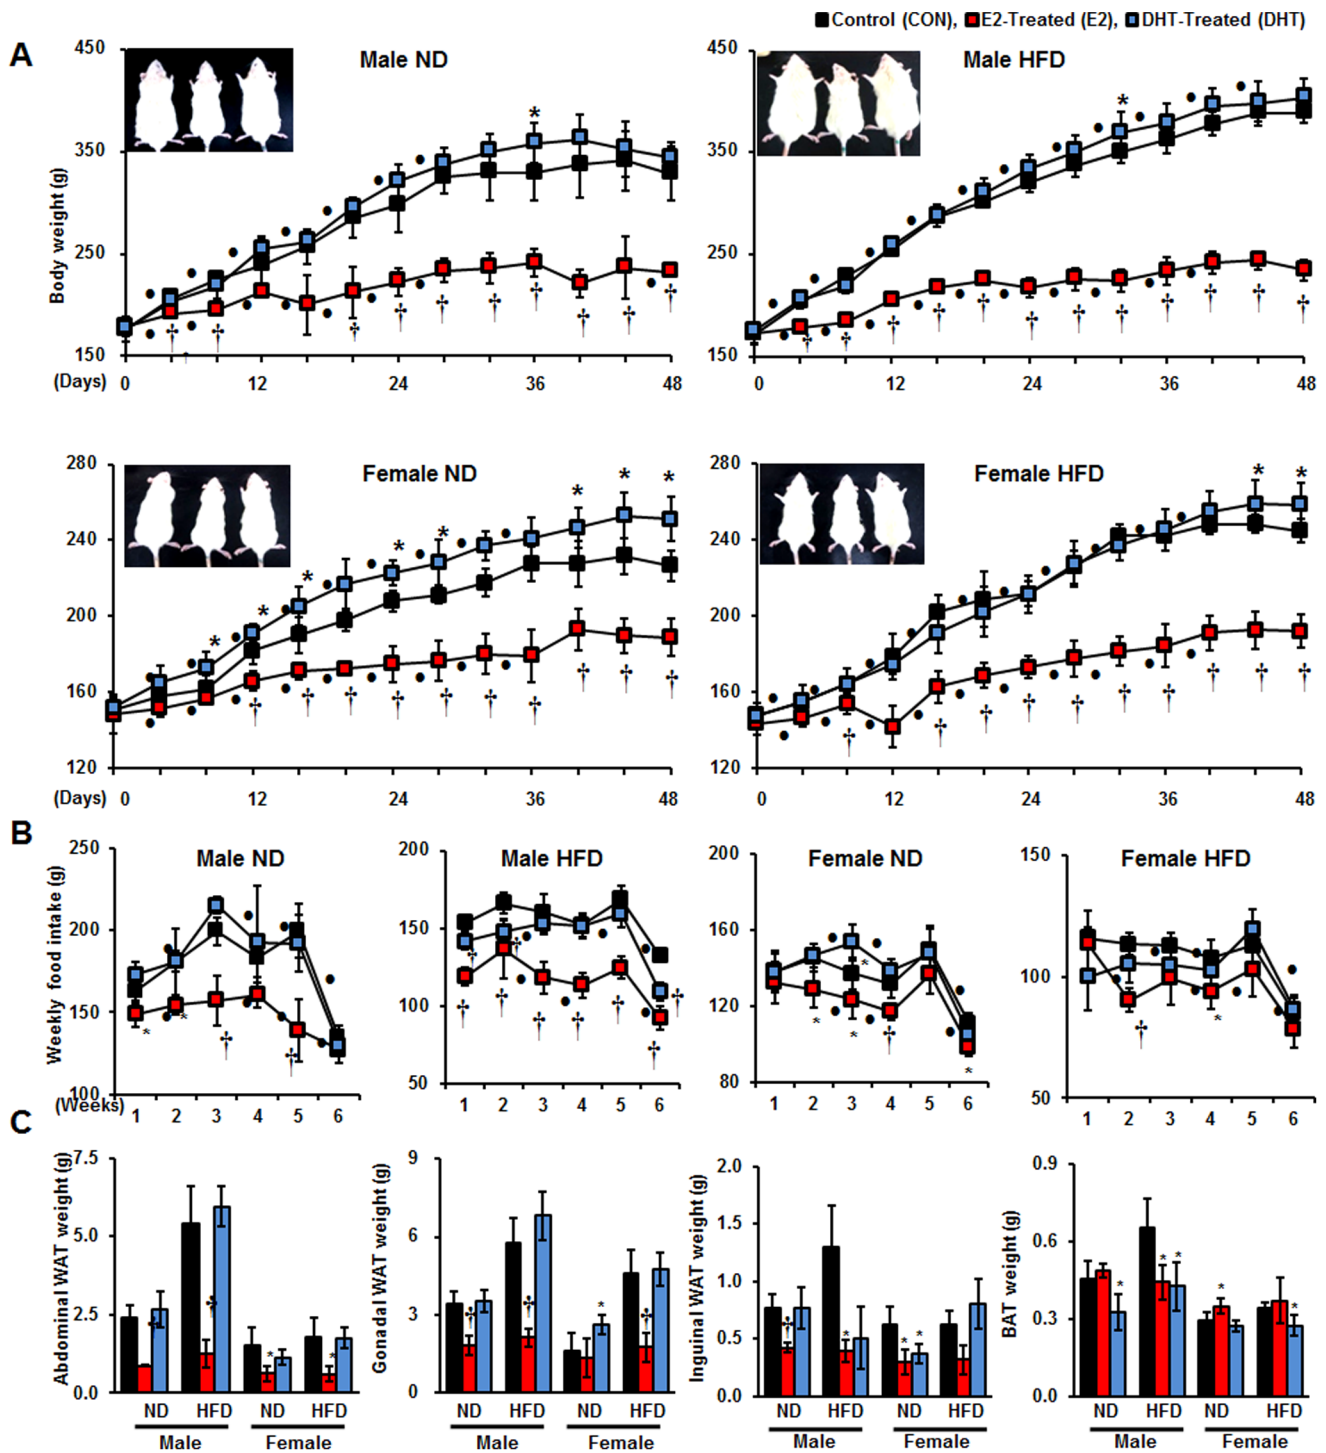 Control (CON), E2-Treated (E2), DHT-Treated (DHT)
A
Male ND
Male HFD
Body weight (g)
450
350
250
150
450
350
250
150
(Days) 0 12 24 36 48
0 12 24 36 48
* † † † † † † † † † †
* † † † † † † † † † † † †
Female ND
Female HFD
280
240
200
160
120
280
240
200
160
120
* * * * * * * *
† † † † † † † † † †
* *
† † † † † † † † † †
(Days) 0 12 24 36 48
0 12 24 36 48
B
Male ND
Male HFD
Female ND
Female HFD
Weekly food intake (g)
250
200
150
100
200
150
100
50
200
160
120
80
150
100
50
* * † †
† † † † † † † † †
* * * † *
† *
(Weeks) 1 2 3 4 5 6
1 2 3 4 5 6
1 2 3 4 5 6
1 2 3 4 5 6
C
Abdominal WAT weight (g)
7.5
5.0
2.5
0.0
† † * *
ND HFD ND HFD
Male Female
Gonadal WAT weight (g)
9
6
3
0
† † * †
ND HFD ND HFD
Male Female
Inguinal WAT weight (g)
2.0
1.5
1.0
0.5
0.0
† * * *
ND HFD ND HFD
Male Female
BAT weight (g)
0.9
0.6
0.3
0.0
* * * * *
ND HFD ND HFD
Male Female